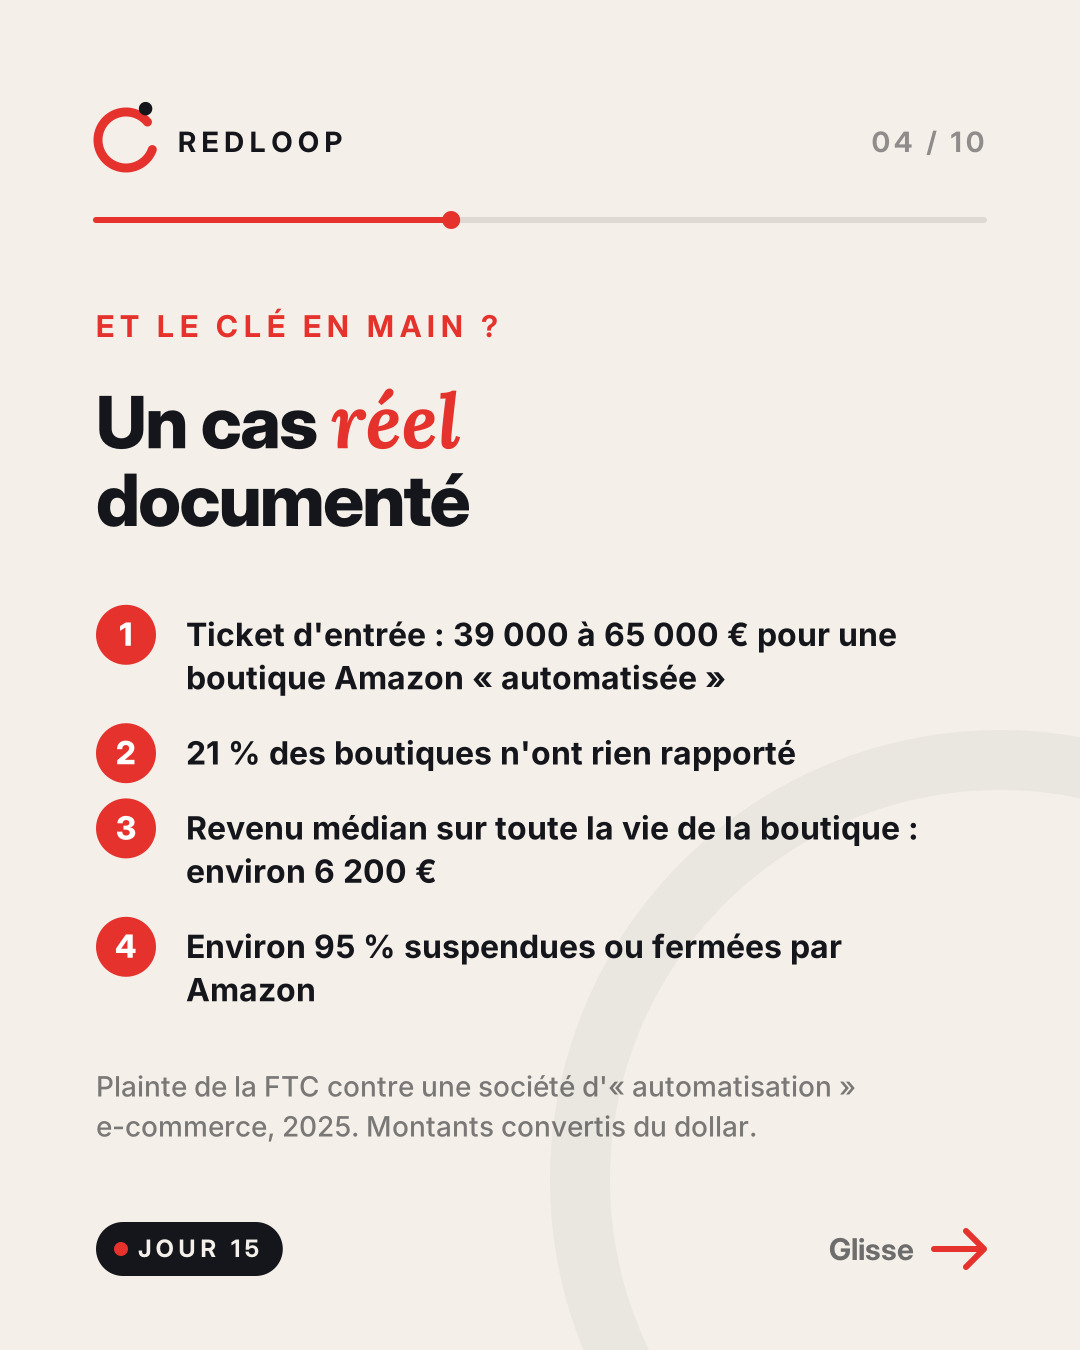 REDLOOP
04 / 10
ET LE CLÉ EN MAIN ?
Un cas réel
documenté
1
Ticket d'entrée : 39 000 à 65 000 € pour une
boutique Amazon « automatisée »
2
21 % des boutiques n'ont rien rapporté
3
Revenu médian sur toute la vie de la boutique :
environ 6 200 €
4
Environ 95 % suspendues ou fermées par
Amazon
Plainte de la FTC contre une société d'« automatisation »
e-commerce, 2025. Montants convertis du dollar.
JOUR 15
Glisse